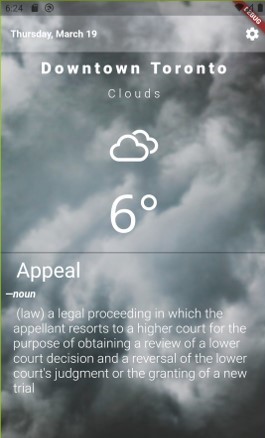 6:24
DEBUG
Thursday, March 19
Downtown Toronto
Clouds
6°
Appeal
—noun
(law) a legal proceeding in which the
appellant resorts to a higher court for the
purpose of obtaining a review of a lower
court decision and a reversal of the lower
court's judgment or the granting of a new
trial